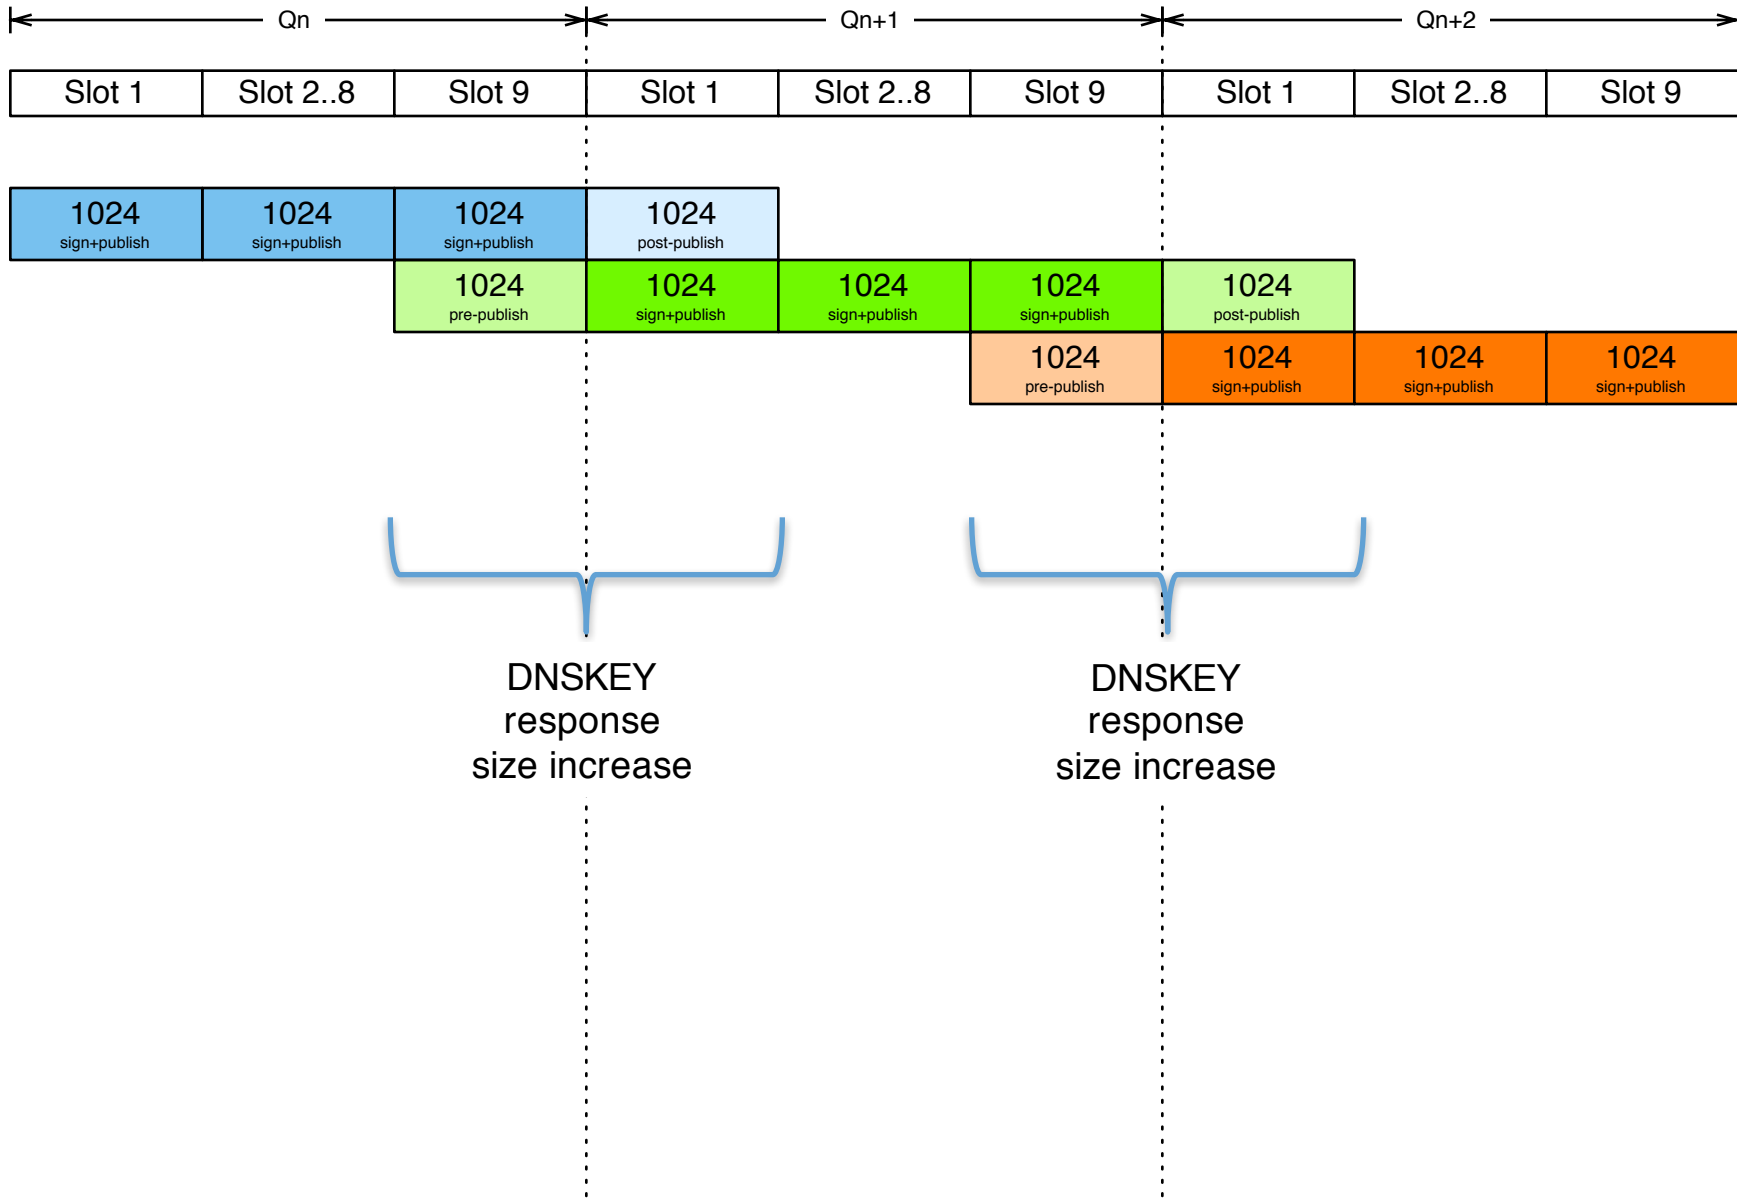 Qn Qn+1 Qn+2
Slot 1 Slot 2..8 Slot 9 Slot 1 Slot 2..8 Slot 9 Slot 1 Slot 2..8 Slot 9
1024 1024 1024 1024
sign+publish sign+publish sign+publish post-publish
1024 1024 1024 1024 1024
pre-publish sign+publish sign+publish sign+publish post-publish
1024 1024 1024 1024
pre-publish sign+publish sign+publish sign+publish
DNSKEY
response
size increase
DNSKEY
response
size increase